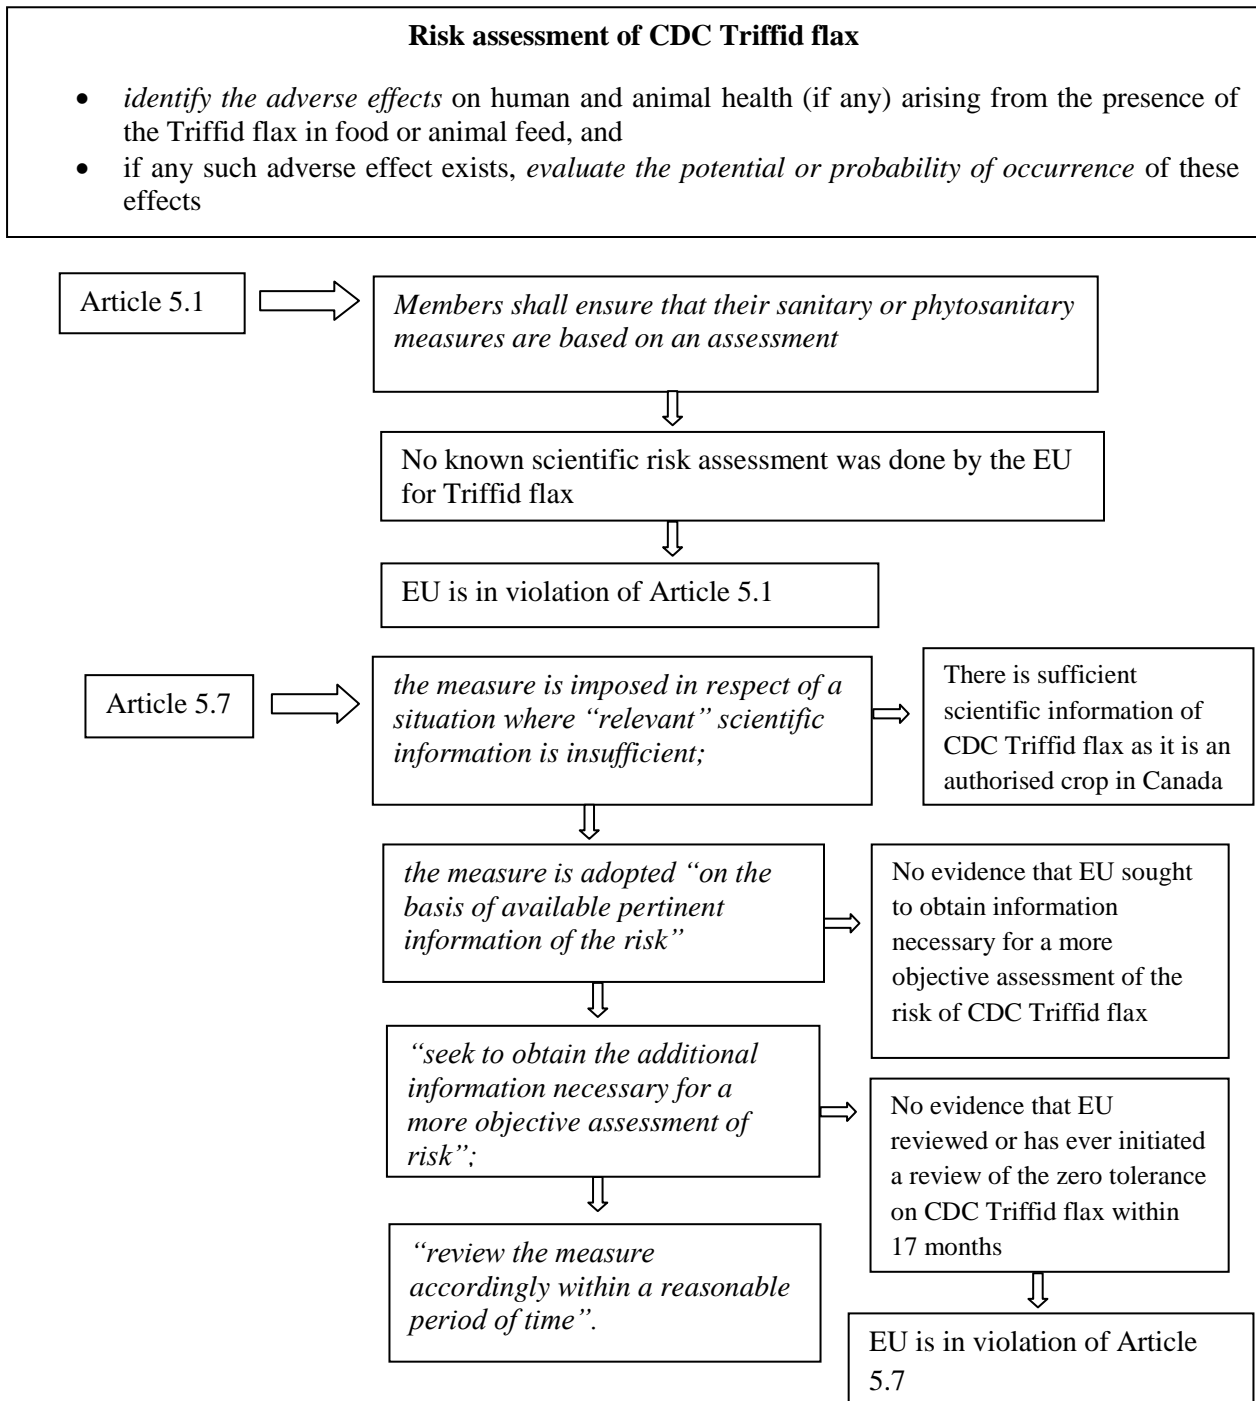 Risk assessment of CDC Triffid flax
• identify the adverse effects on human and animal health (if any) arising from the presence of
the Triffid flax in food or animal feed, and
• if any such adverse effect exists, evaluate the potential or probability of occurrence of these
effects
Article 5.1
Members shall ensure that their sanitary or phytosanitary
measures are based on an assessment
No known scientific risk assessment was done by the EU
for Triffid flax
EU is in violation of Article 5.1
Article 5.7
the measure is imposed in respect of a
situation where “relevant” scientific
information is insufficient;
There is sufficient
scientific information of
CDC Triffid flax as it is an
authorised crop in Canada
the measure is adopted “on the
basis of available pertinent
information of the risk”
No evidence that EU sought
to obtain information
necessary for a more
objective assessment of the
risk of CDC Triffid flax
“seek to obtain the additional
information necessary for a
more objective assessment of
risk”;
No evidence that EU
reviewed or has ever initiated
a review of the zero tolerance
on CDC Triffid flax within
17 months
“review the measure
accordingly within a reasonable
period of time”.
EU is in violation of Article
5.7